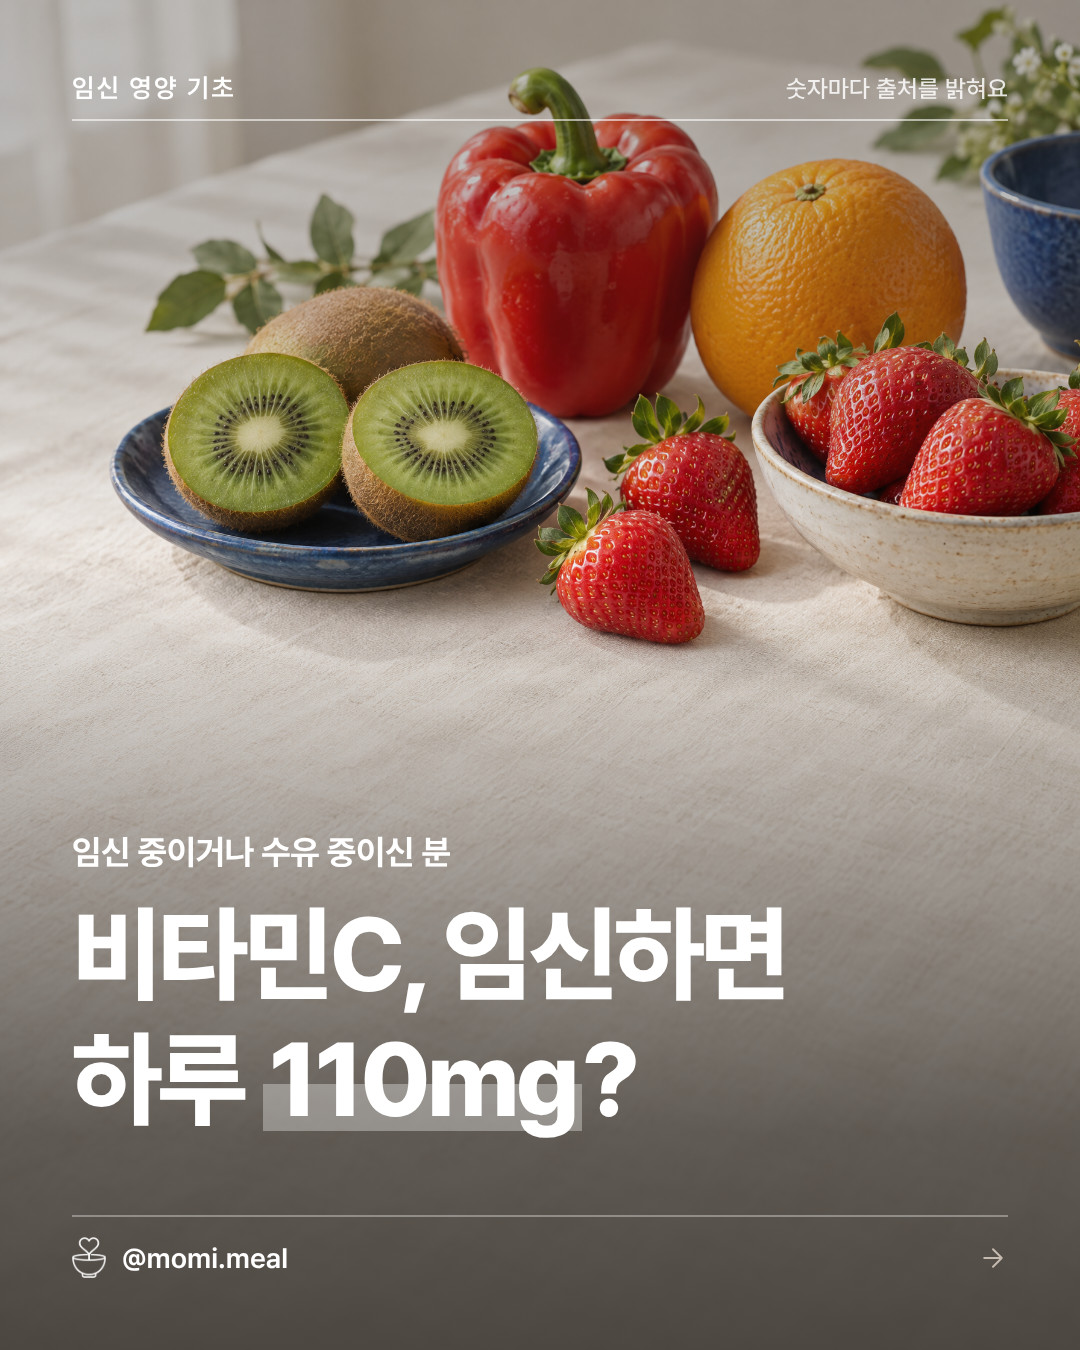 임신 영양 기초
숫자마다 출처를 밝혀요
임신 중이거나 수유 중이신 분
비타민C, 임신하면
하루 110mg?
@momi.meal